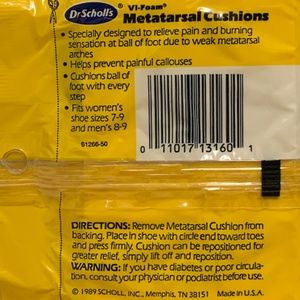 Dr Scholl's
Vi-Foam®
Metatarsal Cushions
• Specially designed to relieve pain and burning
sensation at ball of foot due to weak metatarsal
arches
• Helps prevent painful callouses
• Cushions ball of
foot with every
step
• Fits women's
shoe sizes 7-9
and men's 8-9
61266-50
0 11017 13160 1
DIRECTIONS: Remove Metatarsal Cushion from
backing. Place in shoe with circle end toward toes
and press firmly. Cushion can be repositioned for
greater relief, simply lift off and reposition.
WARNING: If you have diabetes or poor circula-
tion, consult your physician or podiatrist before use.
© 1989 SCHOLL, INC., Memphis, TN 38151
Made in U.S.A.